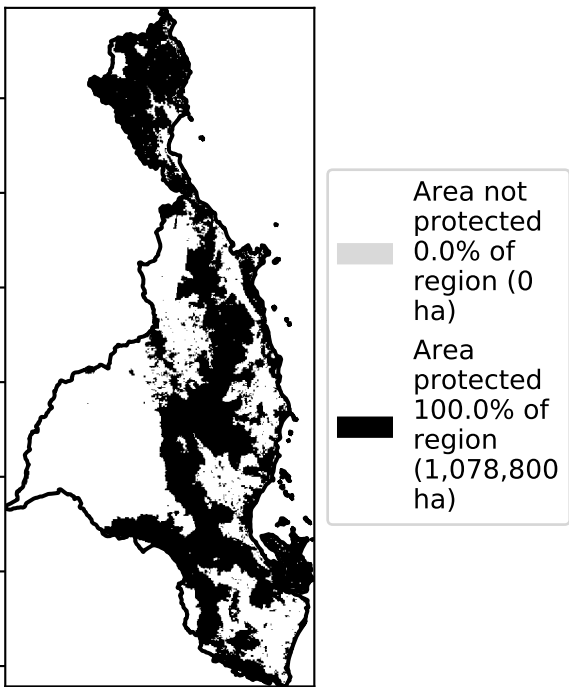 Area not
protected
0.0% of
region (0
ha)
Area
protected
100.0% of
region
(1,078,800
ha)